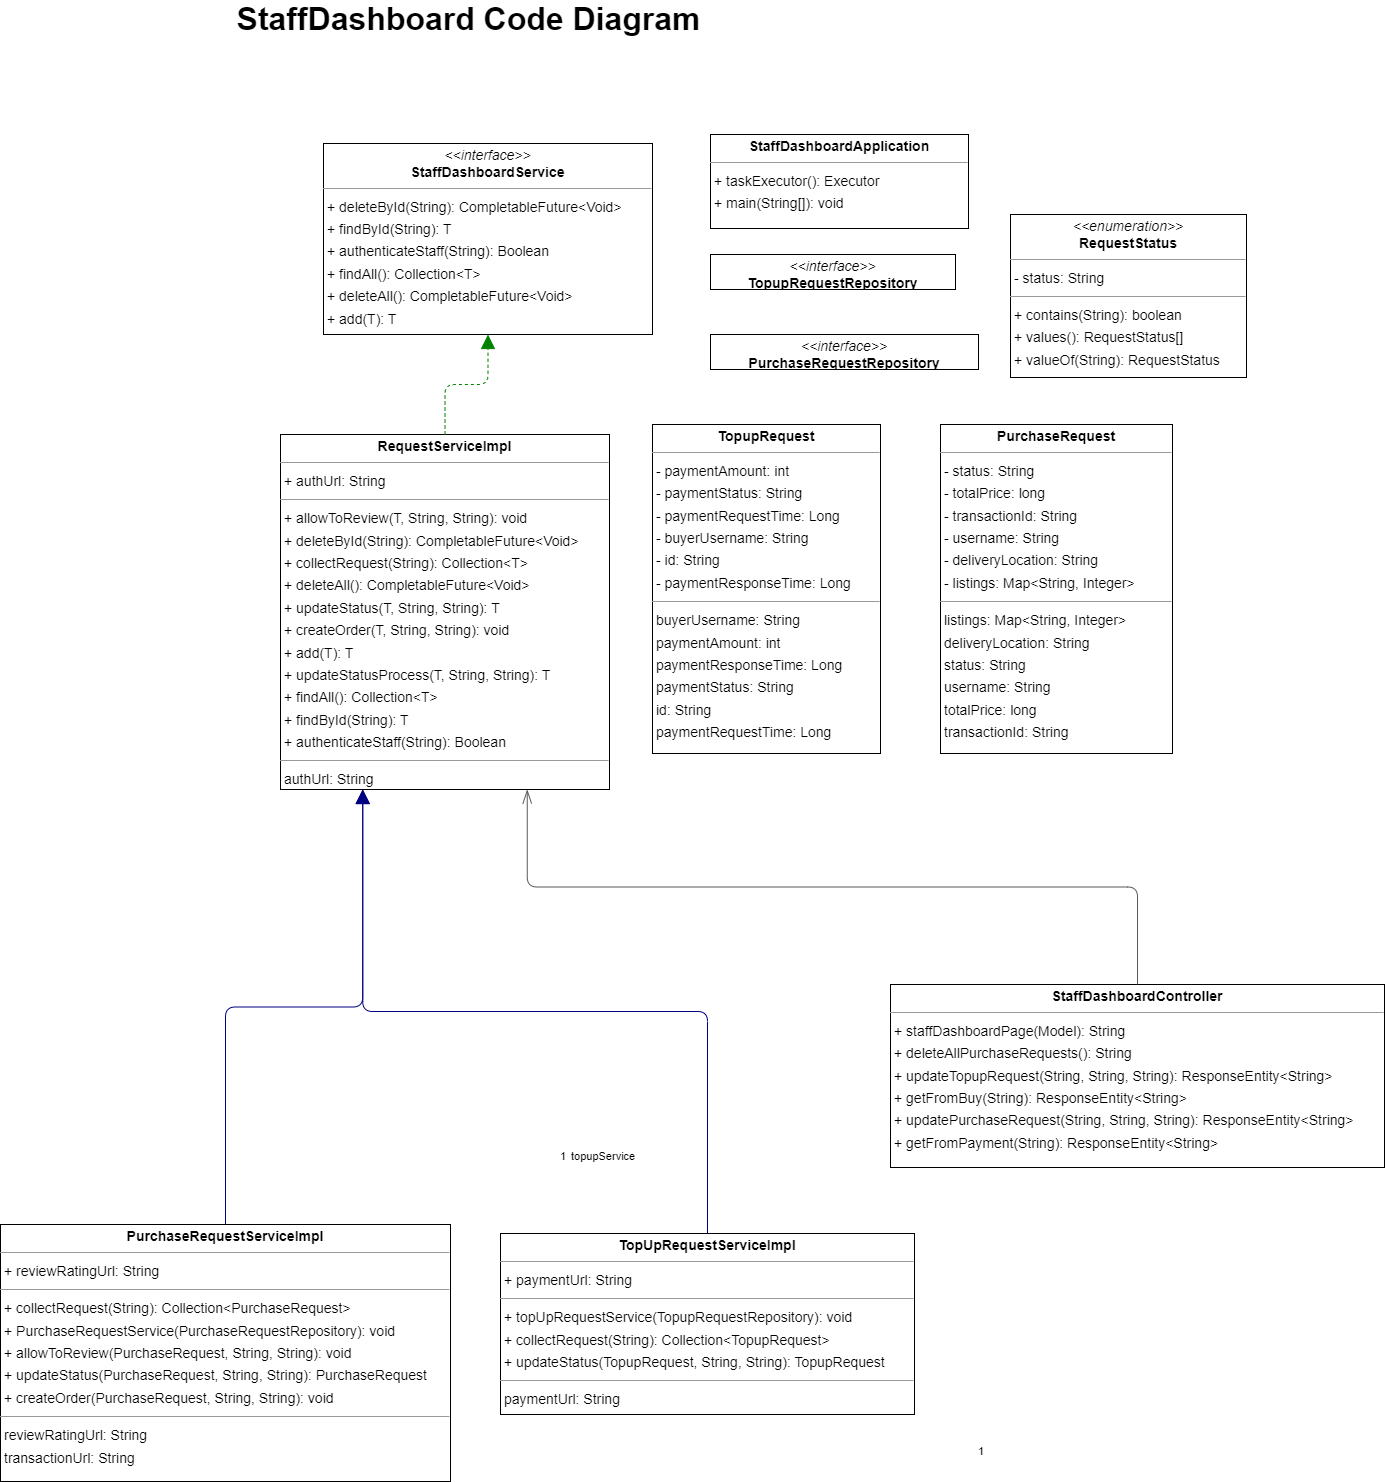 StaffDashboard Code Diagram
<<interface>>
StaffDashboardService
+ deleteById(String): CompletableFuture<Void>
+ findById(String): T
+ authenticateStaff(String): Boolean
+ findAll(): Collection<T>
+ deleteAll(): CompletableFuture<Void>
+ add(T): T
StaffDashboardApplication
+ taskExecutor(): Executor
+ main(String[]): void
<<interface>>
TopupRequestRepository
<<interface>>
PurchaseRequestRepository
<<enumeration>>
RequestStatus
- status: String
+ contains(String): boolean
+ values(): RequestStatus[]
+ valueOf(String): RequestStatus
RequestServiceImpl
+ authUrl: String
+ allowToReview(T, String, String): void
+ deleteById(String): CompletableFuture<Void>
+ collectRequest(String): Collection<T>
+ deleteAll(): CompletableFuture<Void>
+ updateStatus(T, String, String): T
+ createOrder(T, String, String): void
+ add(T): T
+ updateStatusProcess(T, String, String): T
+ findAll(): Collection<T>
+ findById(String): T
+ authenticateStaff(String): Boolean
authUrl: String
TopupRequest
- paymentAmount: int
- paymentStatus: String
- paymentRequestTime: Long
- buyerUsername: String
- id: String
- paymentResponseTime: Long
buyerUsername: String
paymentAmount: int
paymentResponseTime: Long
paymentStatus: String
id: String
paymentRequestTime: Long
PurchaseRequest
- status: String
- totalPrice: long
- transactionId: String
- username: String
- deliveryLocation: String
- listings: Map<String, Integer>
listings: Map<String, Integer>
deliveryLocation: String
status: String
username: String
totalPrice: long
transactionId: String
StaffDashboardController
+ staffDashboardPage(Model): String
+ deleteAllPurchaseRequests(): String
+ updateTopupRequest(String, String, String): ResponseEntity<String>
+ getFromBuy(String): ResponseEntity<String>
+ updatePurchaseRequest(String, String, String): ResponseEntity<String>
+ getFromPayment(String): ResponseEntity<String>
1 topupService
PurchaseRequestServiceImpl
+ reviewRatingUrl: String
+ collectRequest(String): Collection<PurchaseRequest>
+ PurchaseRequestService(PurchaseRequestRepository): void
+ allowToReview(PurchaseRequest, String, String): void
+ updateStatus(PurchaseRequest, String, String): PurchaseRequest
+ createOrder(PurchaseRequest, String, String): void
reviewRatingUrl: String
transactionUrl: String
TopUpRequestServiceImpl
+ paymentUrl: String
+ topUpRequestService(TopupRequestRepository): void
+ collectRequest(String): Collection<TopupRequest>
+ updateStatus(TopupRequest, String, String): TopupRequest
paymentUrl: String
1